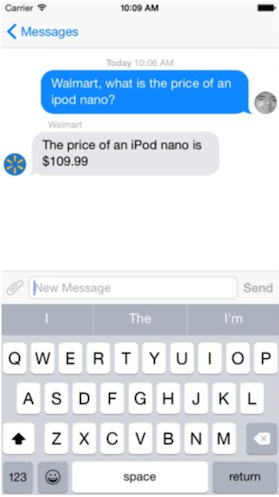 Carrier 10:09 AM
Messages
Today 10:06 AM
Walmart, what is the price of an
ipod nano?
Walmart
The price of an iPod nano is
$109.99
New Message Send
I The I'm
Q W E R T Y U I O P
A S D F G H J K L
Z X C V B N M
123 space return